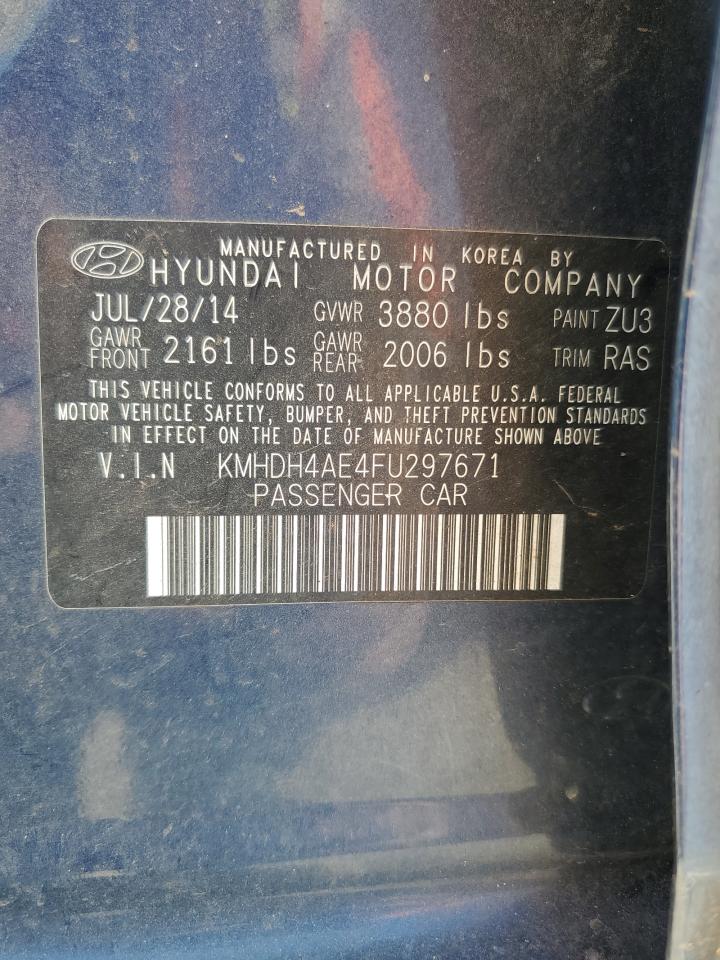 MANUFACTURED IN KOREA BY
HYUNDAI MOTOR COMPANY
JUL/28/14 GVWR 3880 lbs PAINT ZU3
GAWR FRONT 2161 lbs GAWR REAR 2006 lbs TRIM RAS
THIS VEHICLE CONFORMS TO ALL APPLICABLE U.S.A. FEDERAL
MOTOR VEHICLE SAFETY, BUMPER, AND THEFT PREVENTION STANDARDS
IN EFFECT ON THE DATE OF MANUFACTURE SHOWN ABOVE
V.I.N KMHDH4AE4FU297671
PASSENGER CAR